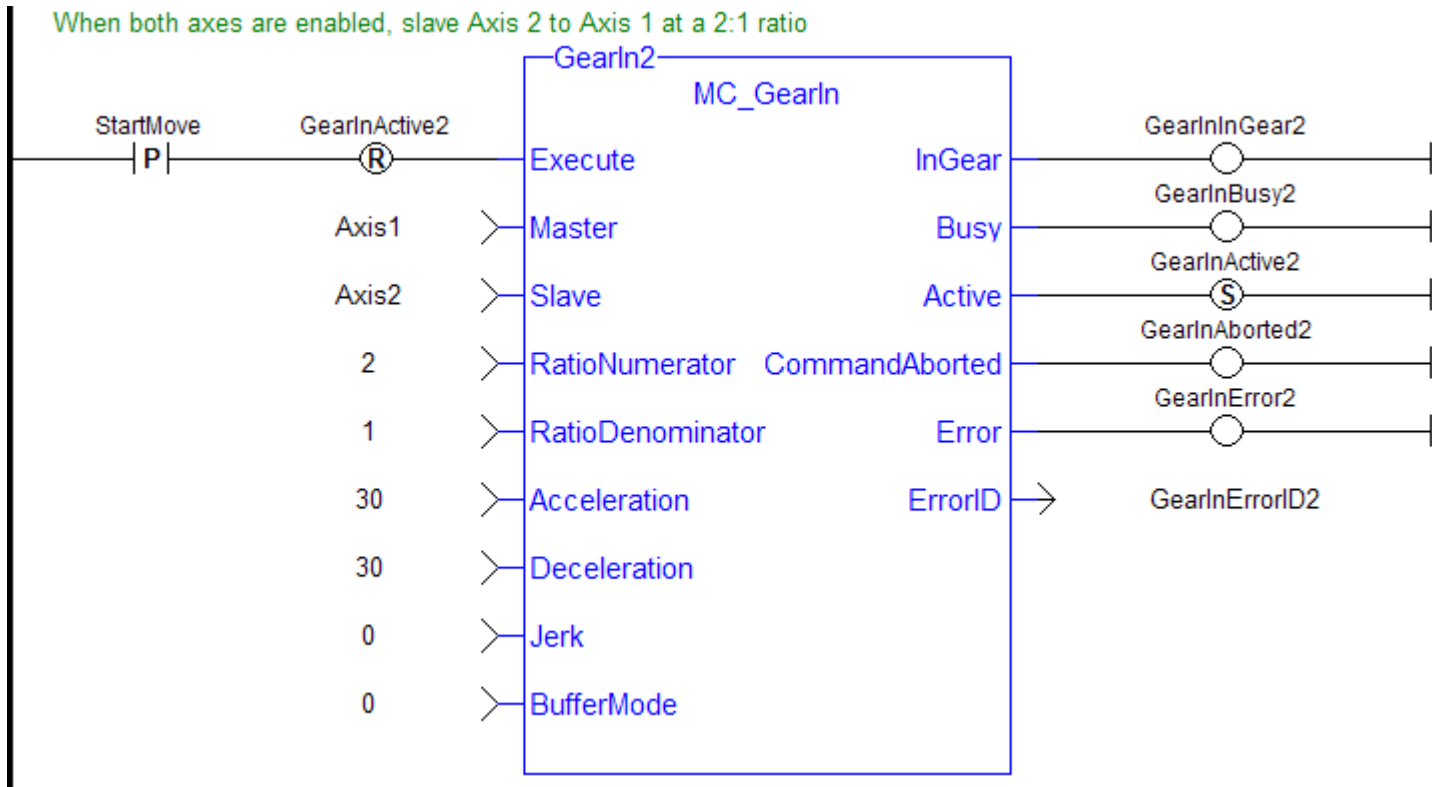 When both axes are enabled, slave Axis 2 to Axis 1 at a 2:1 ratio
GearIn2
MC_GearIn
StartMove GearInActive2 GearInInGear2
P R Execute InGear
GearInBusy2
Axis1 Master Busy
GearInActive2
Axis2 Slave Active S
GearInAborted2
2 RatioNumerator CommandAborted
GearInError2
1 RatioDenominator Error
30 Acceleration ErrorID GearInErrorID2
30 Deceleration
0 Jerk
0 BufferMode